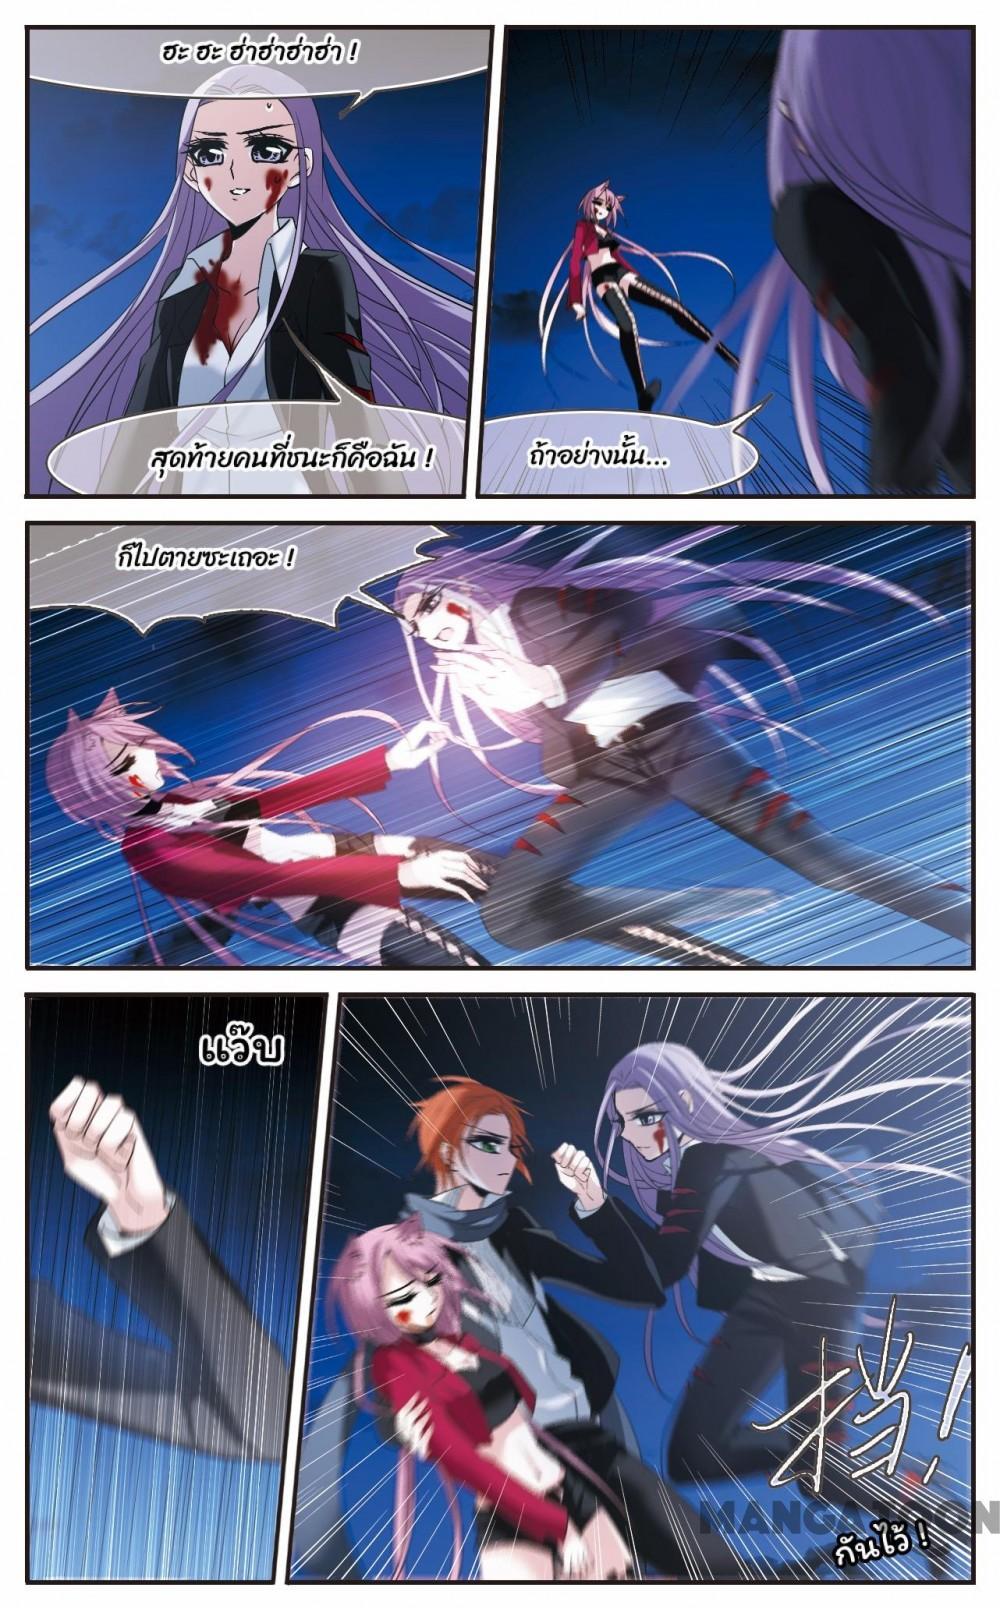 ฮะ ฮะ ฮ่าฮ่าฮ่าฮ่า !
สุดท้ายคนที่ชนะก็คือฉัน !
ถ้าอย่างนั้น...
ก็ไปตายซะเถอะ !
แว๊บ
挡!
MANGATOON
กันไว้ !